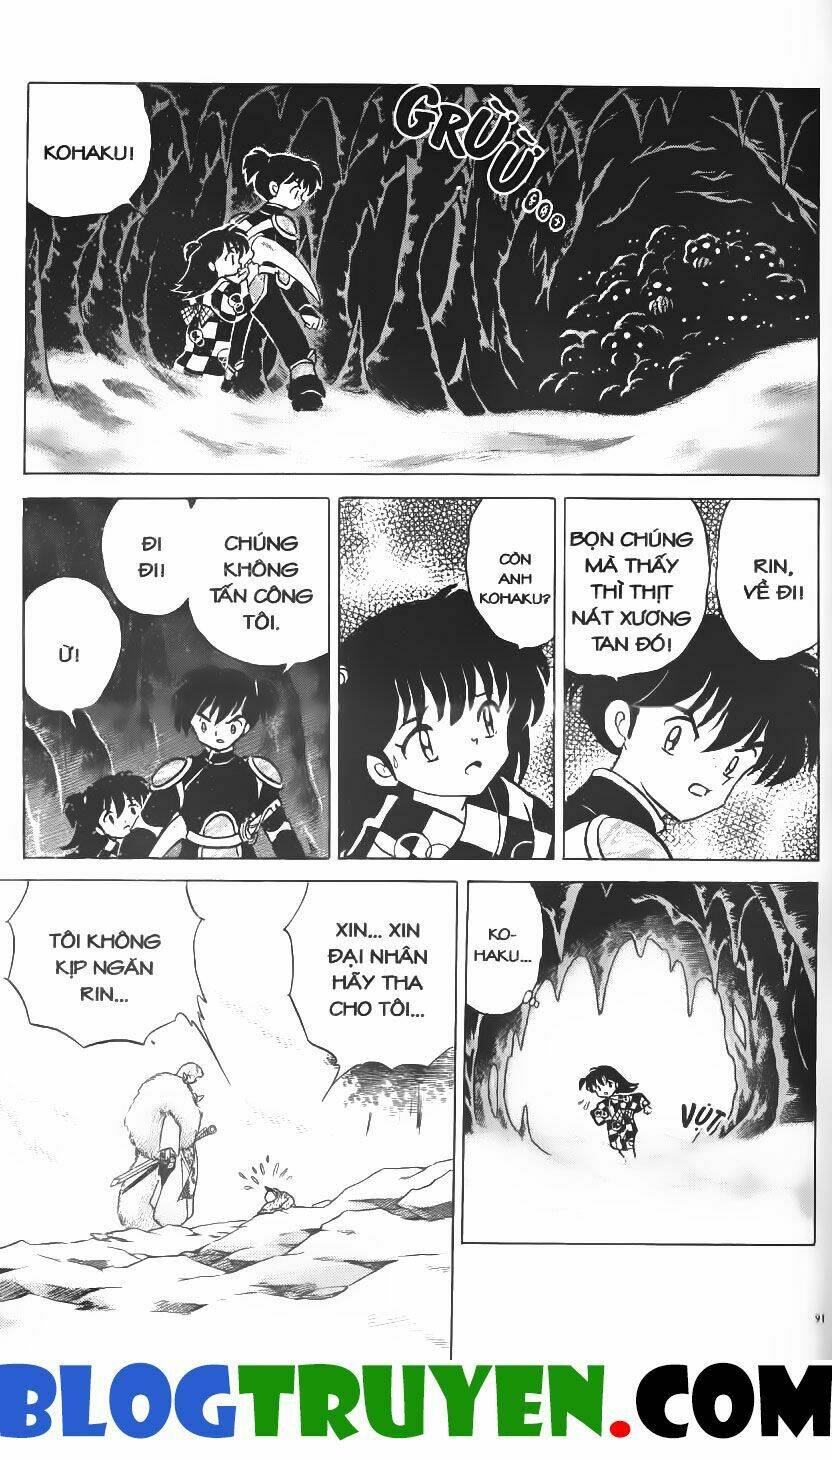 KOHAKU!
GRỪỪ...
RIN,
VỀ ĐI!
BỌN CHÚNG
MÀ THẤY
THÌ THỊT
NÁT XƯƠNG
TAN ĐÓ!
CÒN
ANH
KOHAKU?
CHÚNG
KHÔNG
TẤN CÔNG
TÔI.
ĐI
ĐI!
Ừ!
KO-
HAKU...
VỤT
XIN... XIN
ĐẠI NHÂN
HÃY THA
CHO TÔI...
TÔI KHÔNG
KỊP NGĂN
RIN...
91
BLOGTRUYEN.COM